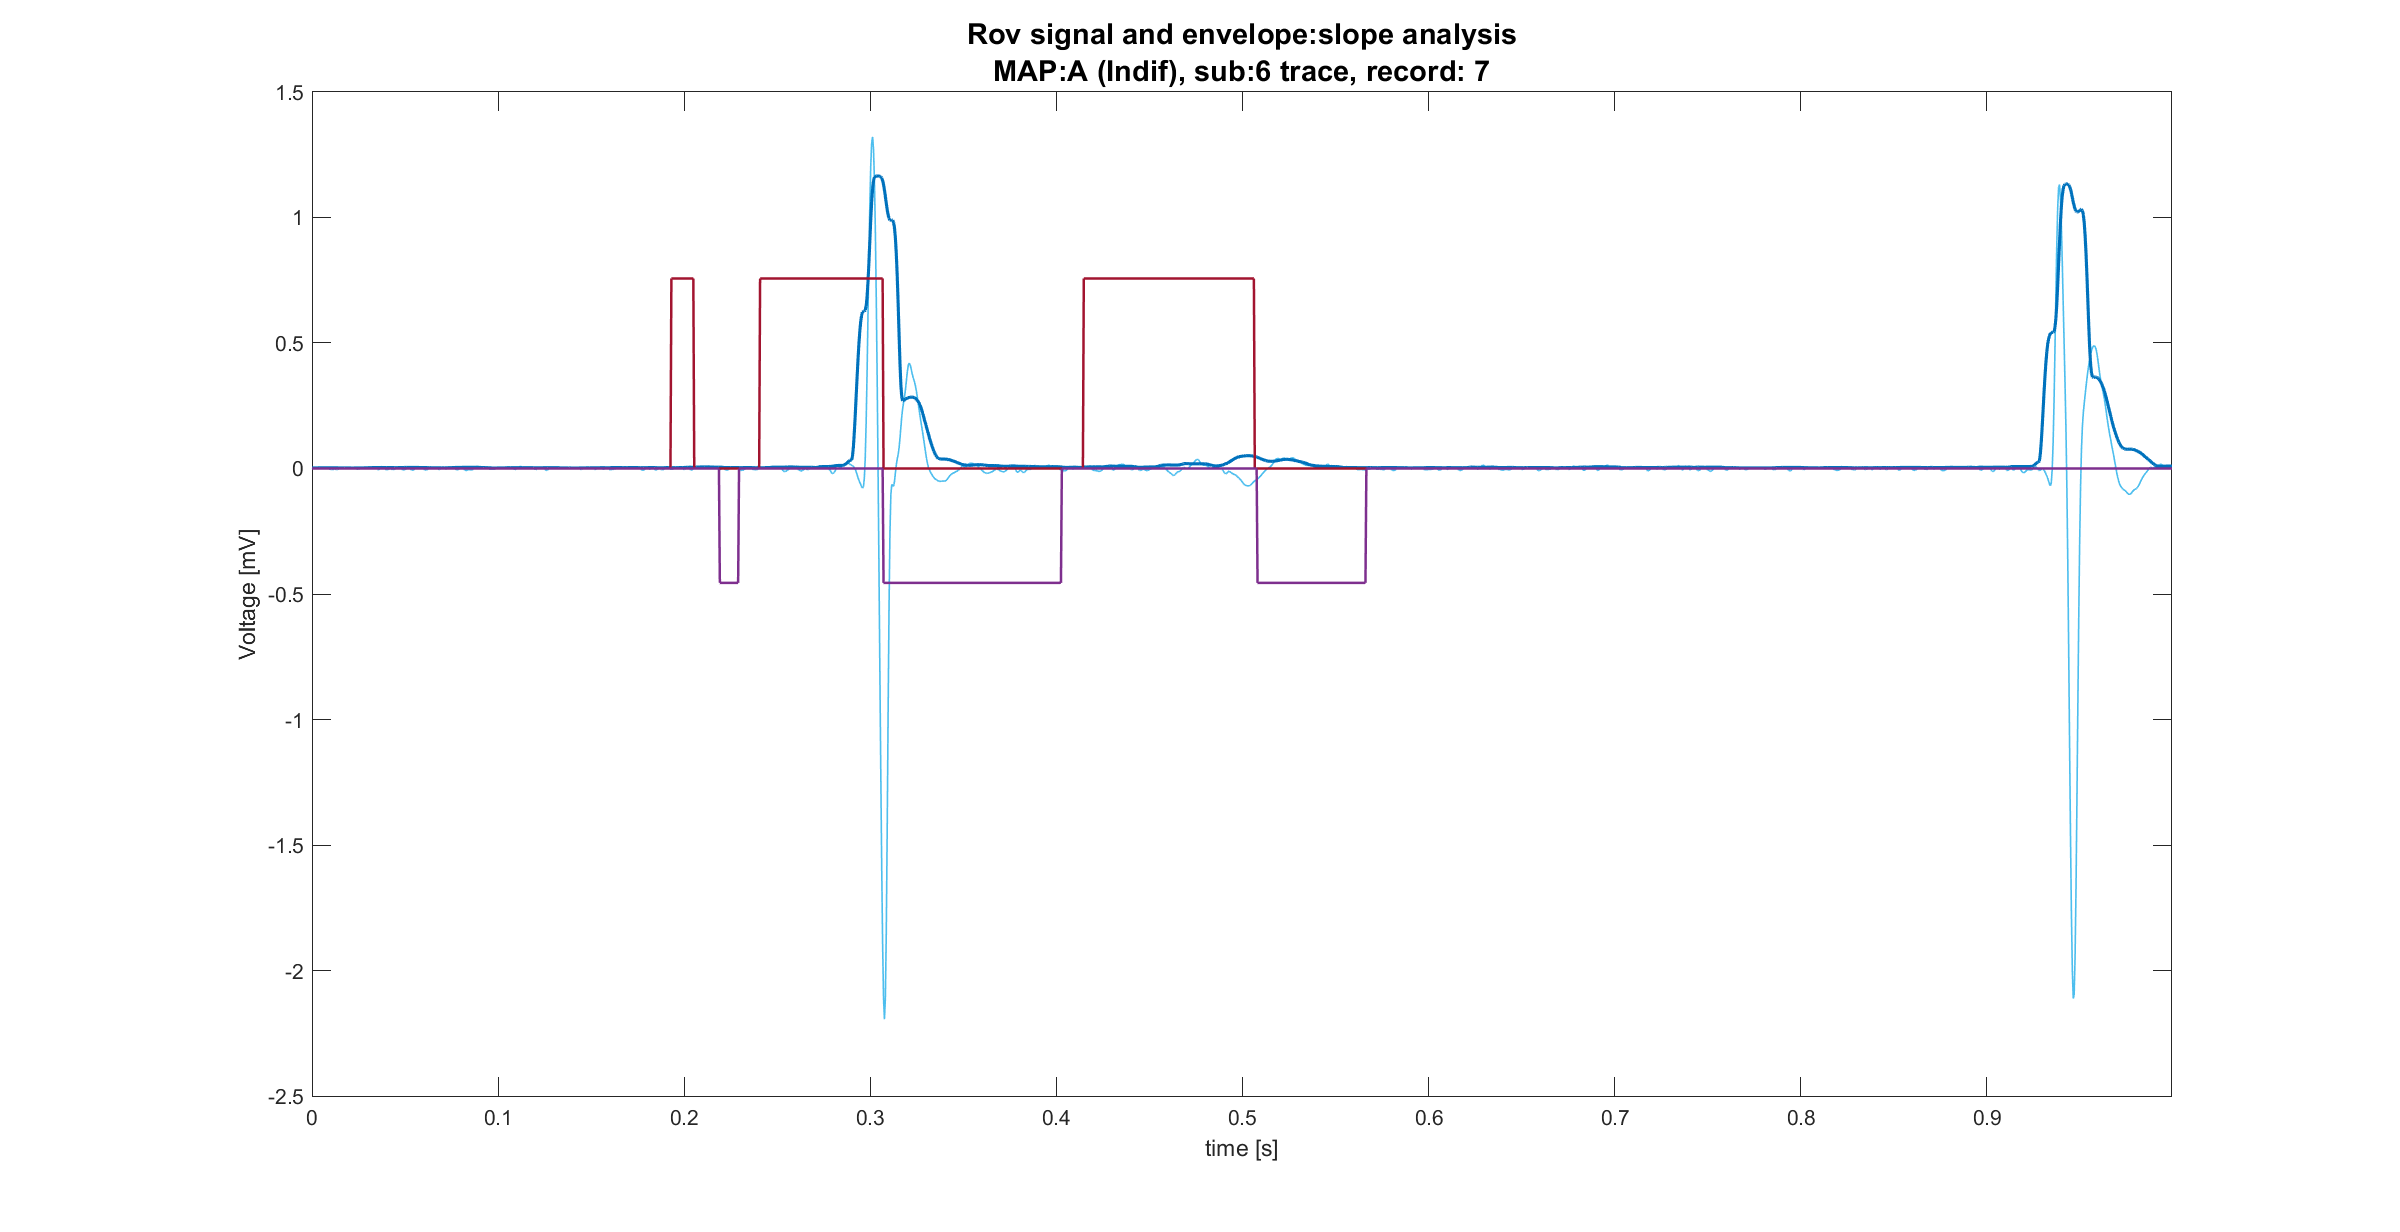 Rov signal and envelope:slope analysis
MAP:A (Indif), sub:6 trace, record: 7
1.5
1
0.5
0
-0.5
-1
-1.5
-2
-2.5
Voltage [mV]
0 0.1 0.2 0.3 0.4 0.5 0.6 0.7 0.8 0.9
time [s]